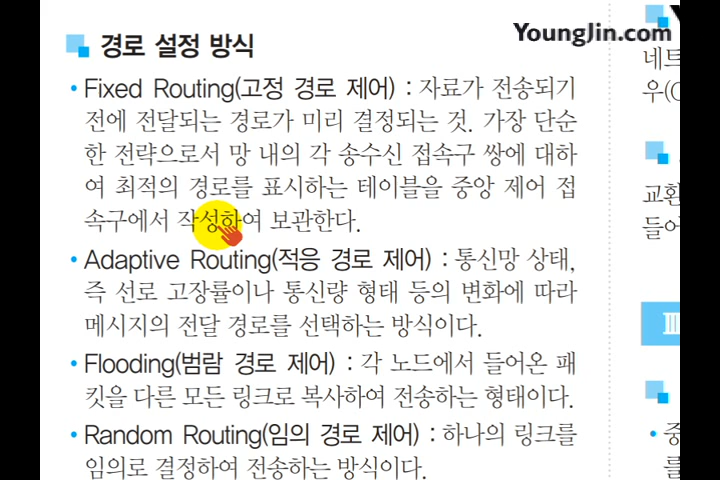 YoungJin.com
경로 설정 방식
• Fixed Routing(고정 경로 제어) : 자료가 전송되기
전에 전달되는 경로가 미리 결정되는 것. 가장 단순
한 전략으로서 망 내의 각 송수신 접속구 쌍에 대하
여 최적의 경로를 표시하는 테이블을 중앙 제어 접
속구에서 작성하여 보관한다.
• Adaptive Routing(적응 경로 제어) : 통신망 상태,
즉 선로 고장률이나 통신량 형태 등의 변화에 따라
메시지의 전달 경로를 선택하는 방식이다.
• Flooding(범람 경로 제어) : 각 노드에서 들어온 패
킷을 다른 모든 링크로 복사하여 전송하는 형태이다.
• Random Routing(임의 경로 제어) : 하나의 링크를
임의로 결정하여 전송하는 방식이다.
네트
우(C
교환
들어
• 중
를